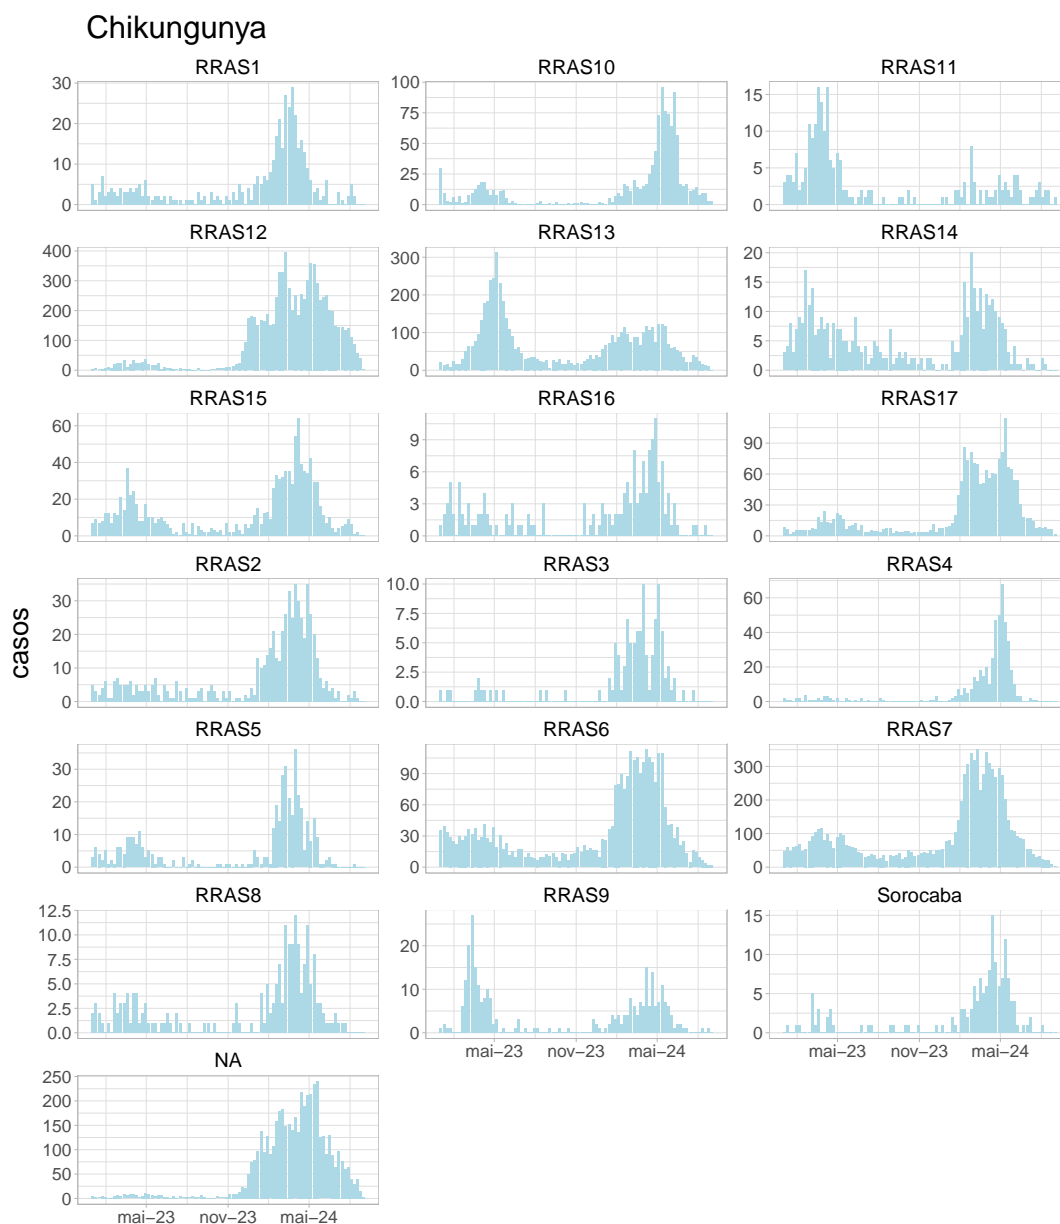 Chikungunya
RRAS1 RRAS10 RRAS11
30 20 10 0
100 75 50 25 0
15 10 5 0
RRAS12 RRAS13 RRAS14
400 300 200 100 0
300 200 100 0
20 15 10 5 0
RRAS15 RRAS16 RRAS17
60 40 20 0
9 6 3 0
90 60 30 0
casos
RRAS2 RRAS3 RRAS4
30 20 10 0
10.0 7.5 5.0 2.5 0.0
60 40 20 0
RRAS5 RRAS6 RRAS7
30 20 10 0
90 60 30 0
300 200 100 0
RRAS8 RRAS9 Sorocaba
12.5 10.0 7.5 5.0 2.5 0.0
20 10 0
15 10 5 0
mai−23 nov−23 mai−24 mai−23 nov−23 mai−24
NA
250 200 150 100 50 0
mai−23 nov−23 mai−24